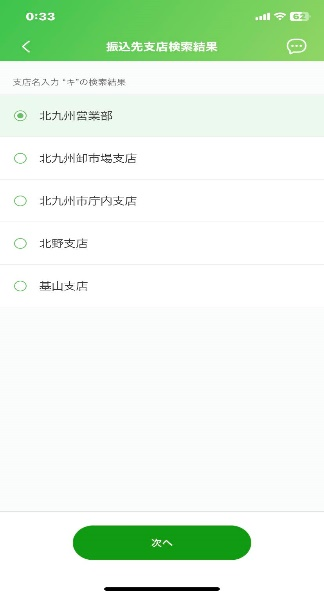 0:33
62
振込先支店検索結果
支店名入力 “キ”の検索結果
北九州営業部
北九州卸市場支店
北九州市庁内支店
北野支店
基山支店
次へ